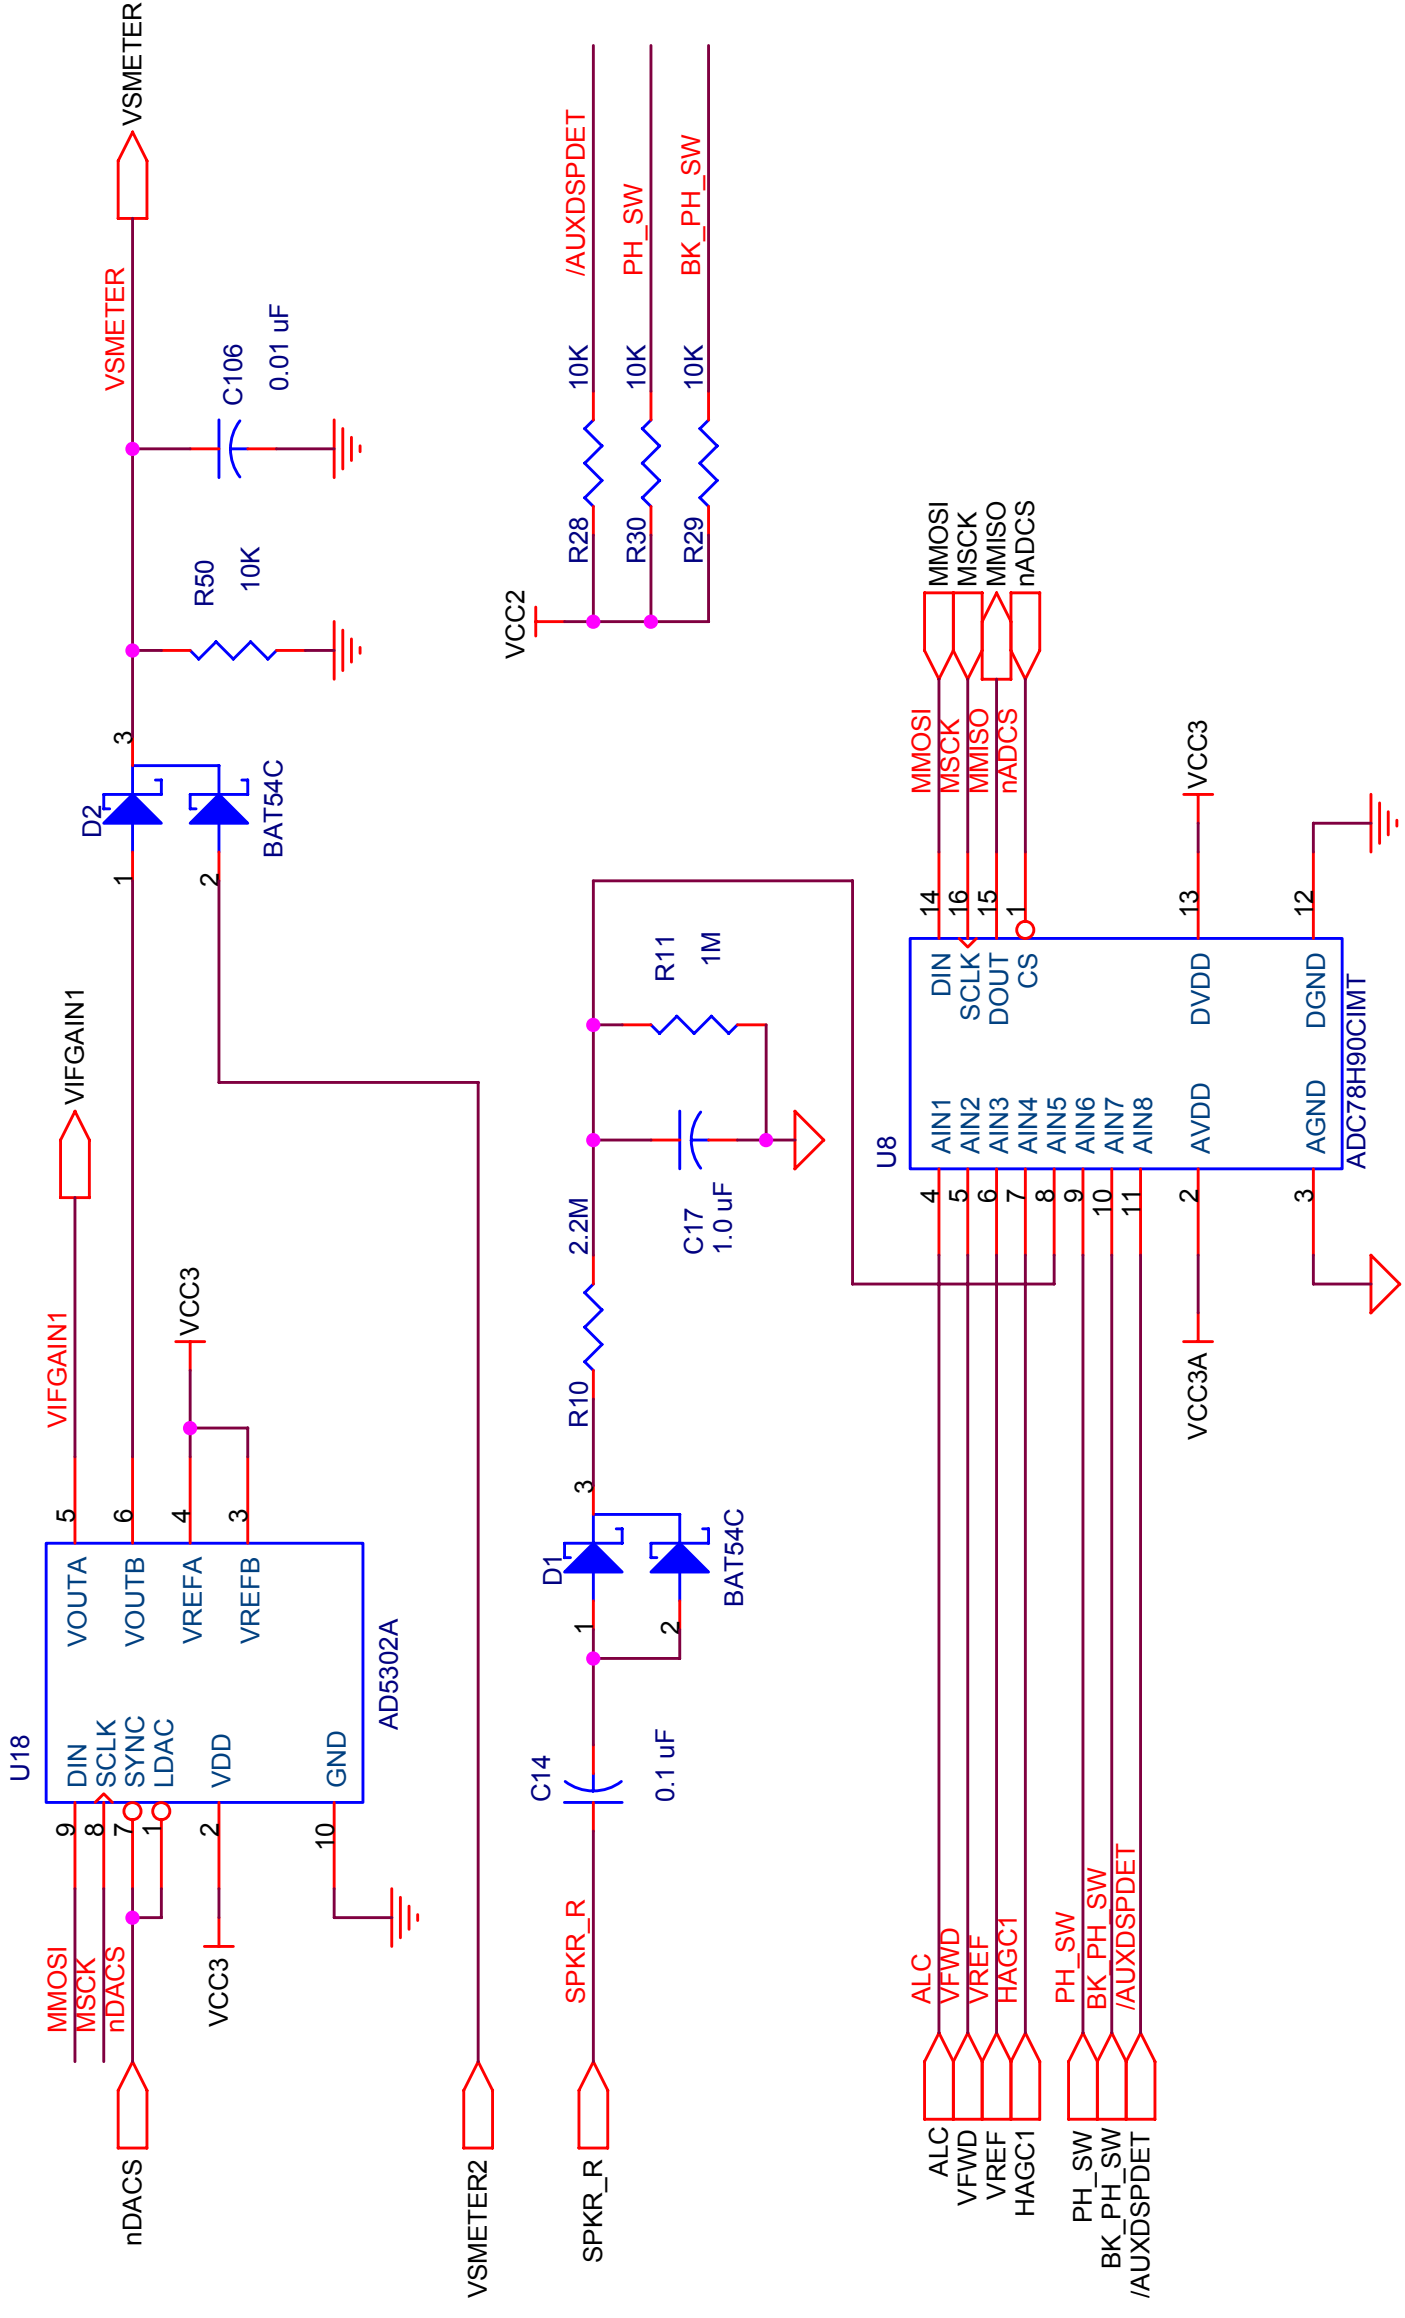 U18
MMOSI
MSCK
nDACS
nDACS
9
8
7
1
2
10
DIN
SCLK
SYNC
LDAC
VDD
GND
VOUTA
VOUTB
VREFA
VREFB
5
6
4
3
AD5302A
VCC3
VCC3
VIFGAIN1
VIFGAIN1
D2
1
2
3
BAT54C
R50
10K
C106
0.01 uF
VSMETER
VSMETER
VSMETER2
SPKR_R
SPKR_R
C14
0.1 uF
D1
1
2
3
BAT54C
R10
2.2M
C17
1.0 uF
R11
1M
VCC2
R28
10K
/AUXDSPDET
R30
10K
PH_SW
R29
10K
BK_PH_SW
ALC
VFWD
VREF
HAGC1
PH_SW
BK_PH_SW
/AUXDSPDET
ALC
VFWD
VREF
HAGC1
PH_SW
BK_PH_SW
/AUXDSPDET
VCC3A
U8
4
5
6
7
8
9
10
11
2
3
AIN1
AIN2
AIN3
AIN4
AIN5
AIN6
AIN7
AIN8
AVDD
AGND
DIN
SCLK
DOUT
CS
DVDD
DGND
14
16
15
1
13
12
ADC78H90CIMT
MMOSI
MSCK
MMISO
nADCS
MMOSI
MSCK
MMISO
nADCS
VCC3